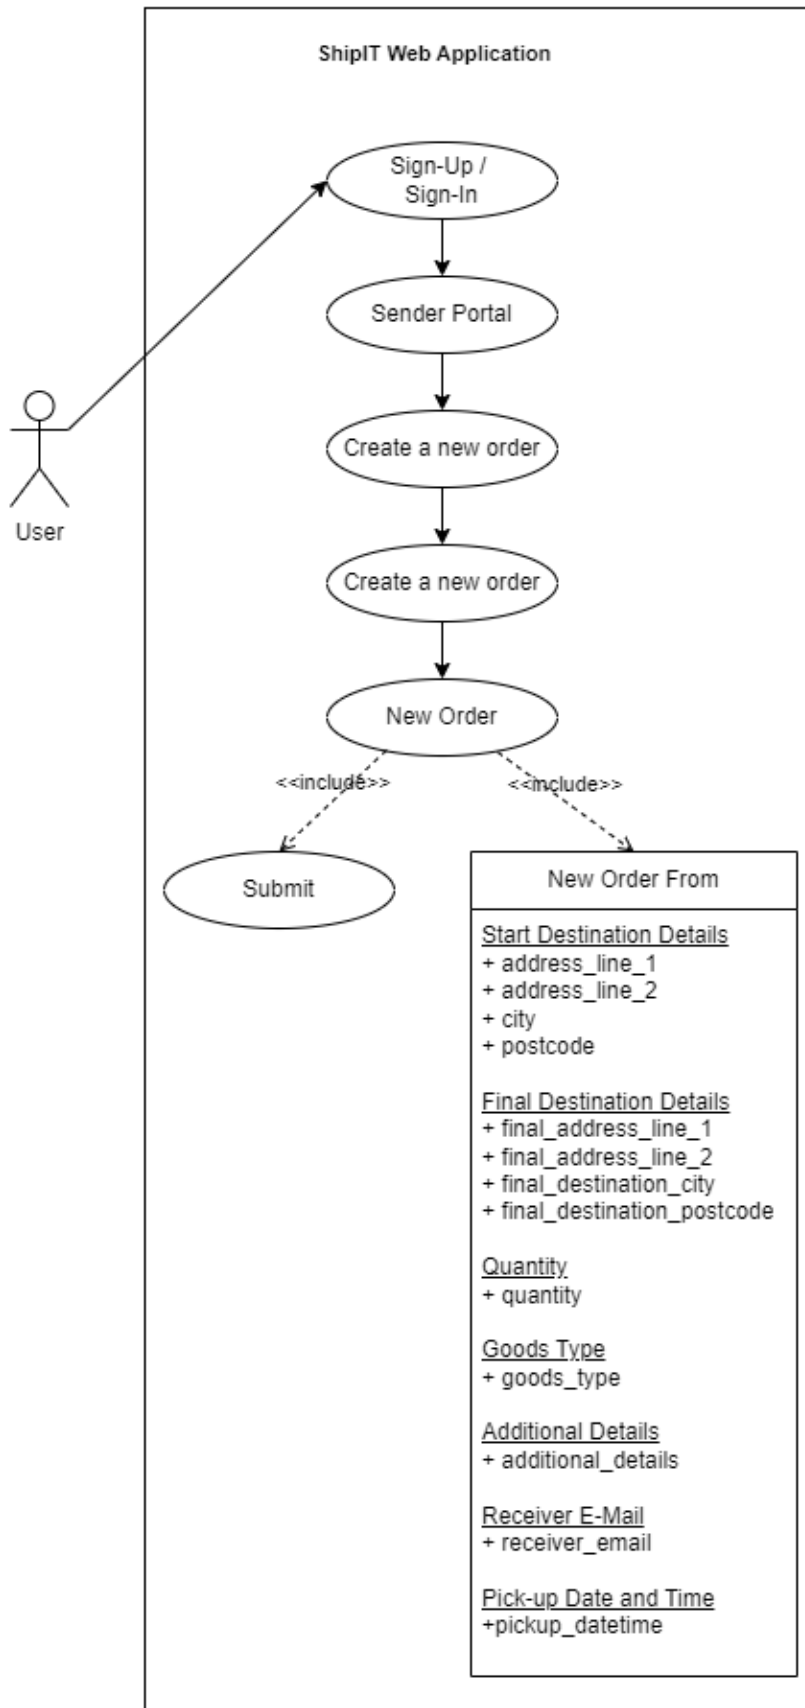 ShipIT Web Application
Sign-Up /
Sign-In
Sender Portal
Create a new order
User
Create a new order
New Order
<<include>>
<<include>>
Submit
New Order From
Start Destination Details
+ address_line_1
+ address_line_2
+ city
+ postcode
Final Destination Details
+ final_address_line_1
+ final_address_line_2
+ final_destination_city
+ final_destination_postcode
Quantity
+ quantity
Goods Type
+ goods_type
Additional Details
+ additional_details
Receiver E-Mail
+ receiver_email
Pick-up Date and Time
+pickup_datetime